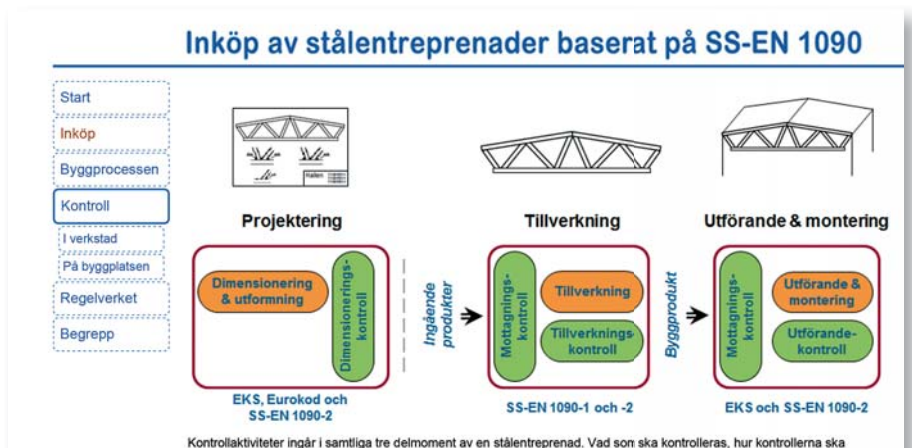 Inköp av stålentreprenader baserat på SS-EN 1090
Start
Inköp
Byggprocessen
Kontroll
I verkstad
På byggplatsen
Regelverket
Begrepp
Hallen
Projektering
Dimensionering
& utformning
Dimensionerings-
kontroll
EKS, Eurokod och
SS-EN 1090-2
Ingående
produkter
Tillverkning
Mottagnings-
kontroll
Tillverkning
Tillverknings-
kontroll
SS-EN 1090-1 och -2
Byggprodukt
Utförande & montering
Mottagnings-
kontroll
Utförande &
montering
Utförande-
kontroll
EKS och SS-EN 1090-2
Kontrollaktiviteter ingår i samtliga tre delmoment av en stålentreprenad. Vad som ska kontrolleras, hur kontrollerna ska